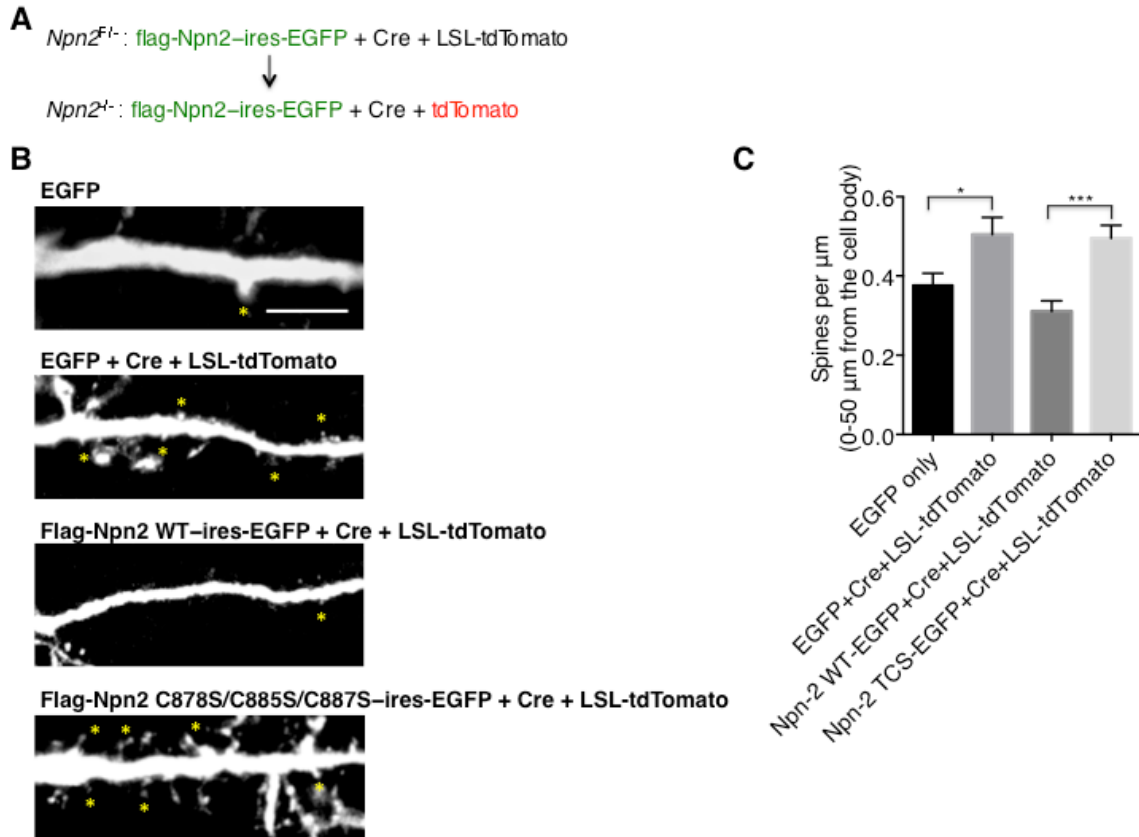 A
Npn2F/-: flag-Npn2–ires-EGFP + Cre + LSL-tdTomato
Npn2-/-: flag-Npn2–ires-EGFP + Cre + tdTomato
B
EGFP
*
EGFP + Cre + LSL-tdTomato
* *
* *
*
Flag-Npn2 WT–ires-EGFP + Cre + LSL-tdTomato
*
Flag-Npn2 C878S/C885S/C887S–ires-EGFP + Cre + LSL-tdTomato
* * *
*
* *
C
Spines per µm
(0-50 µm from the cell body)
0.6
0.4
0.2
0.0
*
***
EGFP only
EGFP+Cre+LSL-tdTomato
Npn-2 WT-EGFP+Cre+LSL-tdTomato
Npn-2 TCS-EGFP+Cre+LSL-tdTomato